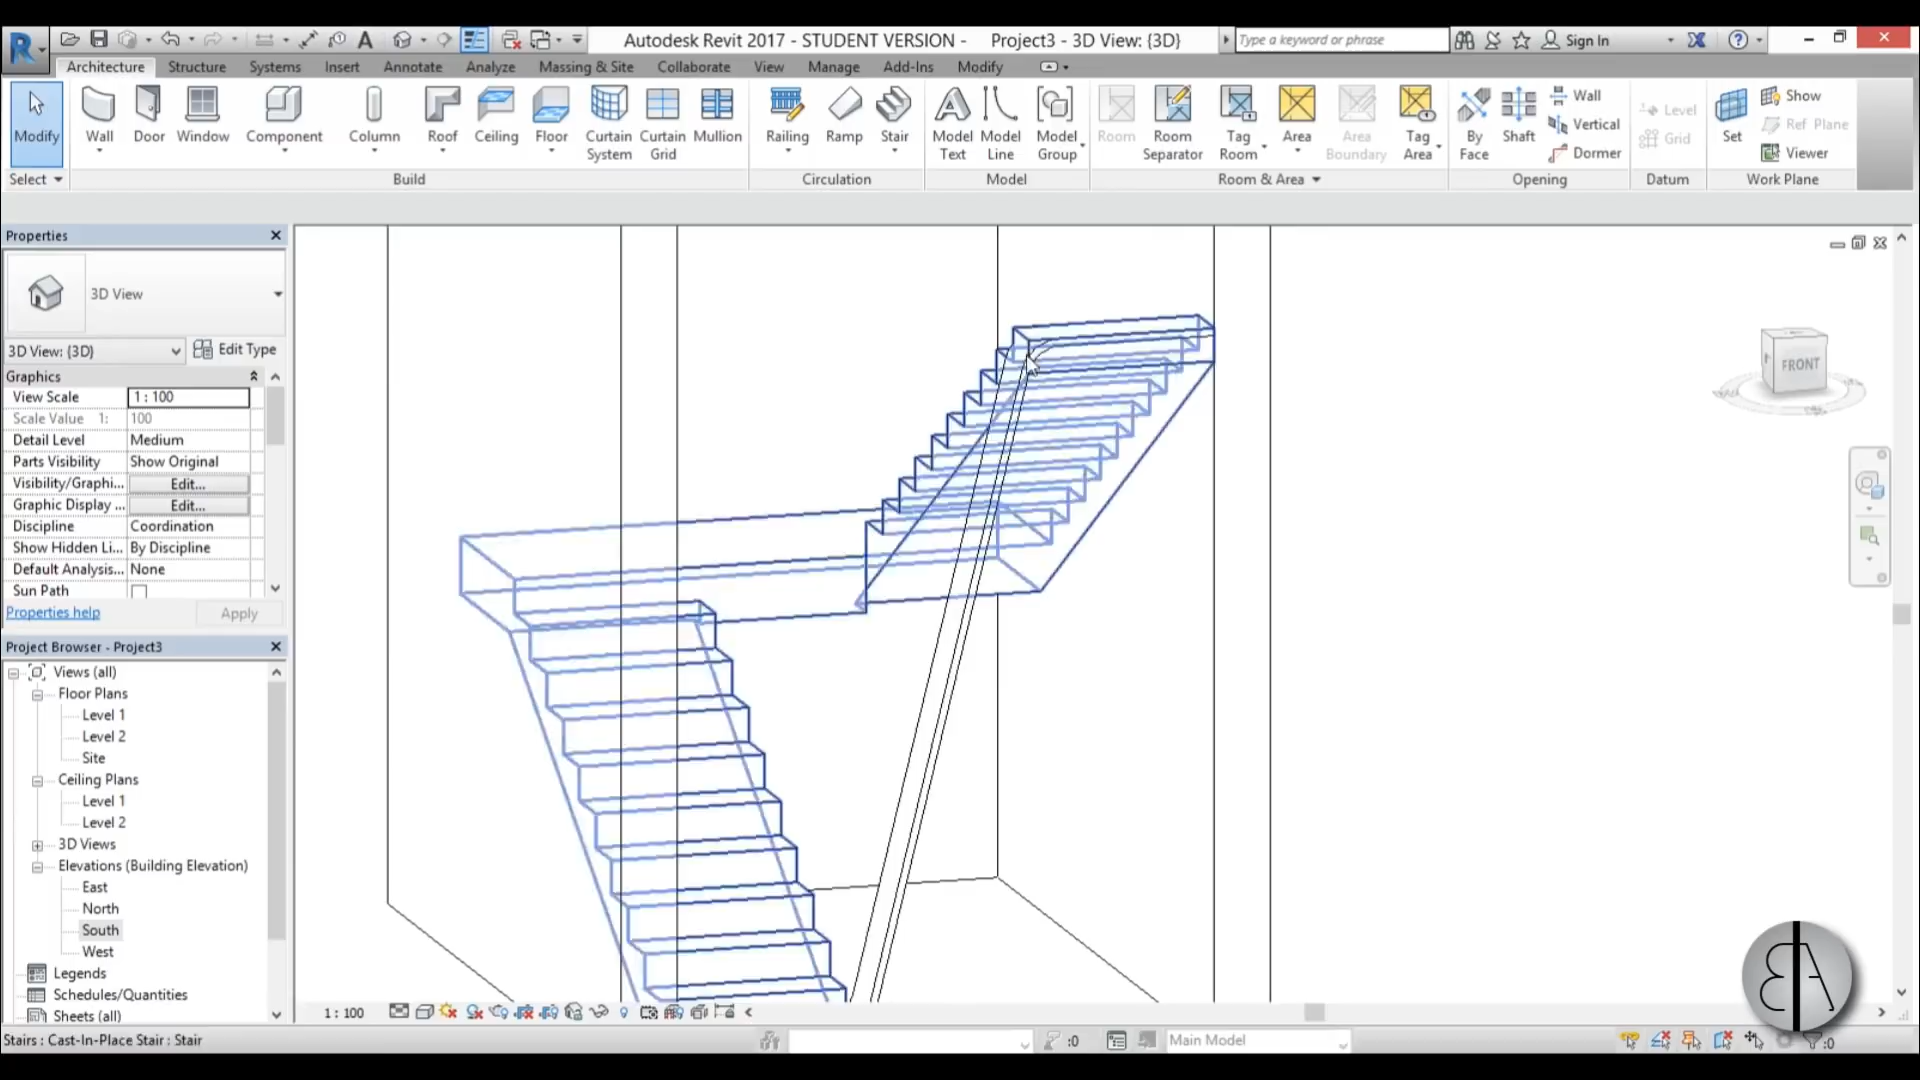 Autodesk Revit 2017 - STUDENT VERSION - Project3 - 3D View: {3D}
Type a keyword or phrase
Sign In
Architecture Structure Systems Insert Annotate Analyze Massing & Site Collaborate View Manage Add-Ins Modify
Modify
Wall Door Window Component Column Roof Ceiling Floor Curtain System Curtain Grid Mullion
Railing Ramp Stair
Model Text Model Line Model Group
Room Room Separator Tag Room Area Area Boundary Tag Area
By Face Shaft Wall Vertical Dormer
Level Grid
Set Show Ref Plane Viewer
Select Build Circulation Model Room & Area Opening Datum Work Plane
Properties
3D View
3D View: {3D} Edit Type
Graphics
View Scale 1 : 100
Scale Value 1: 100
Detail Level Medium
Parts Visibility Show Original
Visibility/Graphi... Edit...
Graphic Display ... Edit...
Discipline Coordination
Show Hidden Li... By Discipline
Default Analysis... None
Sun Path
Properties help Apply
Project Browser - Project3
Views (all)
Floor Plans
Level 1
Level 2
Site
Ceiling Plans
Level 1
Level 2
3D Views
Elevations (Building Elevation)
East
North
South
West
Legends
Schedules/Quantities
Sheets (all)
FRONT
1 : 100
Stairs : Cast-In-Place Stair : Stair
:0
Main Model
:0